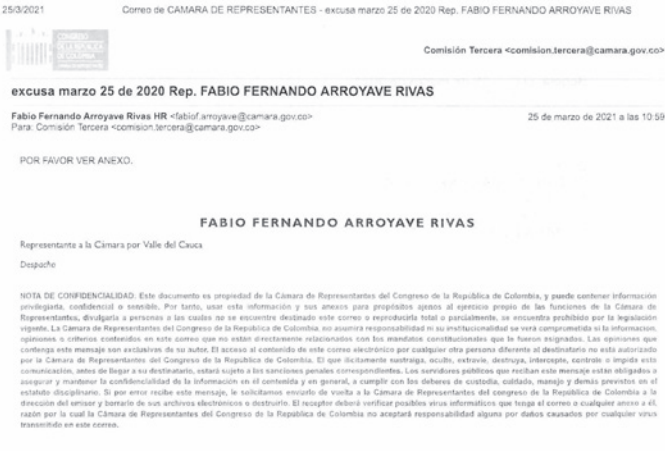 25/3/2021 Correo de CAMARA DE REPRESENTANTES - excusa marzo 25 de 2020 Rep. FABIO FERNANDO ARROYAVE RIVAS
CONGRESO
DE LA REPÚBLICA
DE COLOMBIA
Comisión Tercera <comision.tercera@camara.gov.co>
excusa marzo 25 de 2020 Rep. FABIO FERNANDO ARROYAVE RIVAS
Fabio Fernando Arroyave Rivas HR <fabiof.arroyave@camara.gov.co> 25 de marzo de 2021 a las 10:59
Para: Comisión Tercera <comision.tercera@camara.gov.co>
POR FAVOR VER ANEXO.
FABIO FERNANDO ARROYAVE RIVAS
Representante a la Cámara por Valle del Cauca
Despacho
NOTA DE CONFIDENCIALIDAD. Este documento es propiedad de la Cámara de Representantes del Congreso de la República de Colombia, y puede contener información
privilegiada, confidencial o sensible. Por tanto, usar esta información y sus anexos para propósitos ajenos al ejercicio propio de las funciones de la Cámara de
Representantes, divulgarla a personas a las cuales no se encuentre destinado este correo o reproducirla total o parcialmente, se encuentra prohibido por la legislación
vigente. La Cámara de Representantes del Congreso de la República de Colombia, no asumirá responsabilidad ni su institucionalidad se verá comprometida si la información,
opiniones o criterios contenidos en este correo que no están directamente relacionados con los mandatos constitucionales que le fueron asignados. Las opiniones que
contenga este mensaje son exclusivas de su autor. El acceso al contenido de este correo electrónico por cualquier otra persona diferente al destinatario no está autorizado
por la Cámara de Representantes del Congreso de la República de Colombia. El que ilícitamente sustraiga, oculte, extravíe, destruya, intercepte, controle o impida esta
comunicación, antes de llegar a su destinatario, estará sujeto a las sanciones penales correspondientes. Los servidores públicos que reciban este mensaje están obligados a
asegurar y mantener la confidencialidad de la información en él contenida y en general, a cumplir con los deberes de custodia, cuidado, manejo y demás previstos en el
estatuto disciplinario. Si por error recibe este mensaje, le solicitamos enviarlo de vuelta a la Cámara de Representantes del congreso de la República de Colombia a la
dirección del emisor y borrarlo de sus archivos electrónicos o destruirlo. El receptor deberá verificar posibles virus informáticos que tenga el correo o cualquier anexo a él,
razón por la cual la Cámara de Representantes del Congreso de la República de Colombia no aceptará responsabilidad alguna por daños causados por cualquier virus
transmitido en este correo.